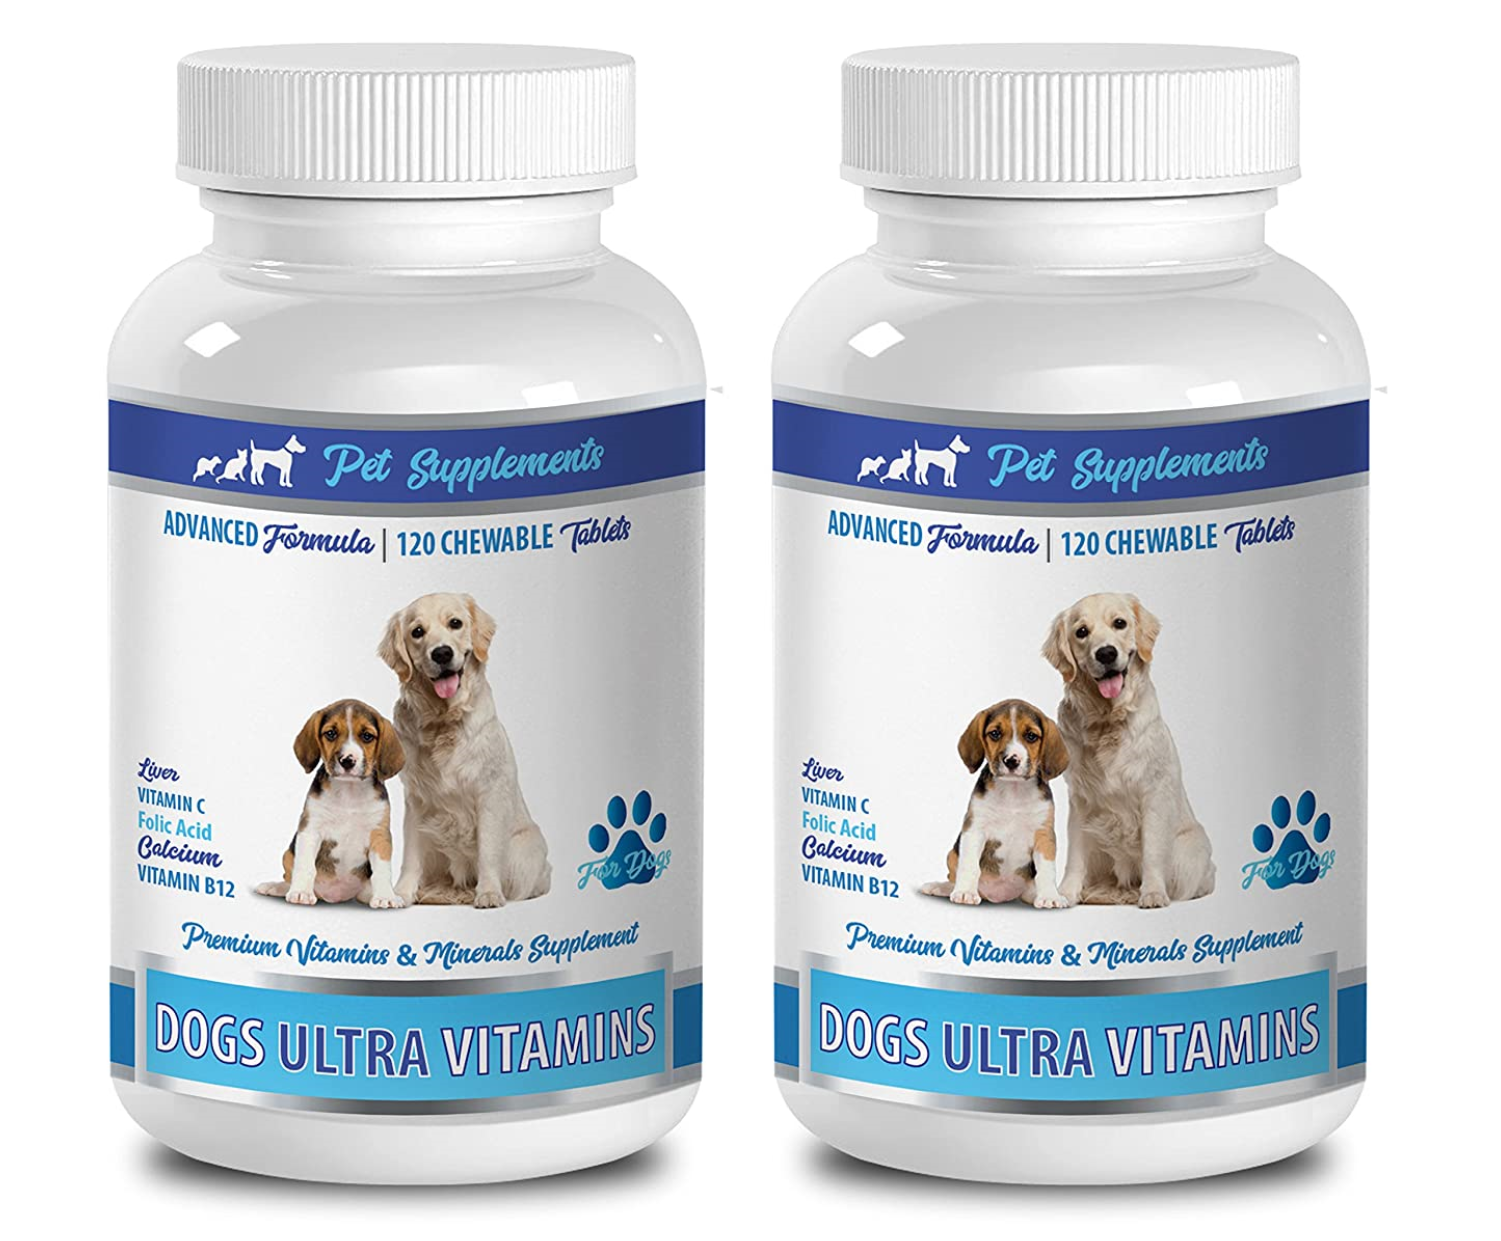 Pet Supplements
ADVANCED Formula | 120 CHEWABLE Tablets
Liver
VITAMIN C
Folic Acid
Calcium
VITAMIN B12
For Dogs
Premium Vitamins & Minerals Supplement
DOGS ULTRA VITAMINS
Pet Supplements
ADVANCED Formula | 120 CHEWABLE Tablets
Liver
VITAMIN C
Folic Acid
Calcium
VITAMIN B12
For Dogs
Premium Vitamins & Minerals Supplement
DOGS ULTRA VITAMINS